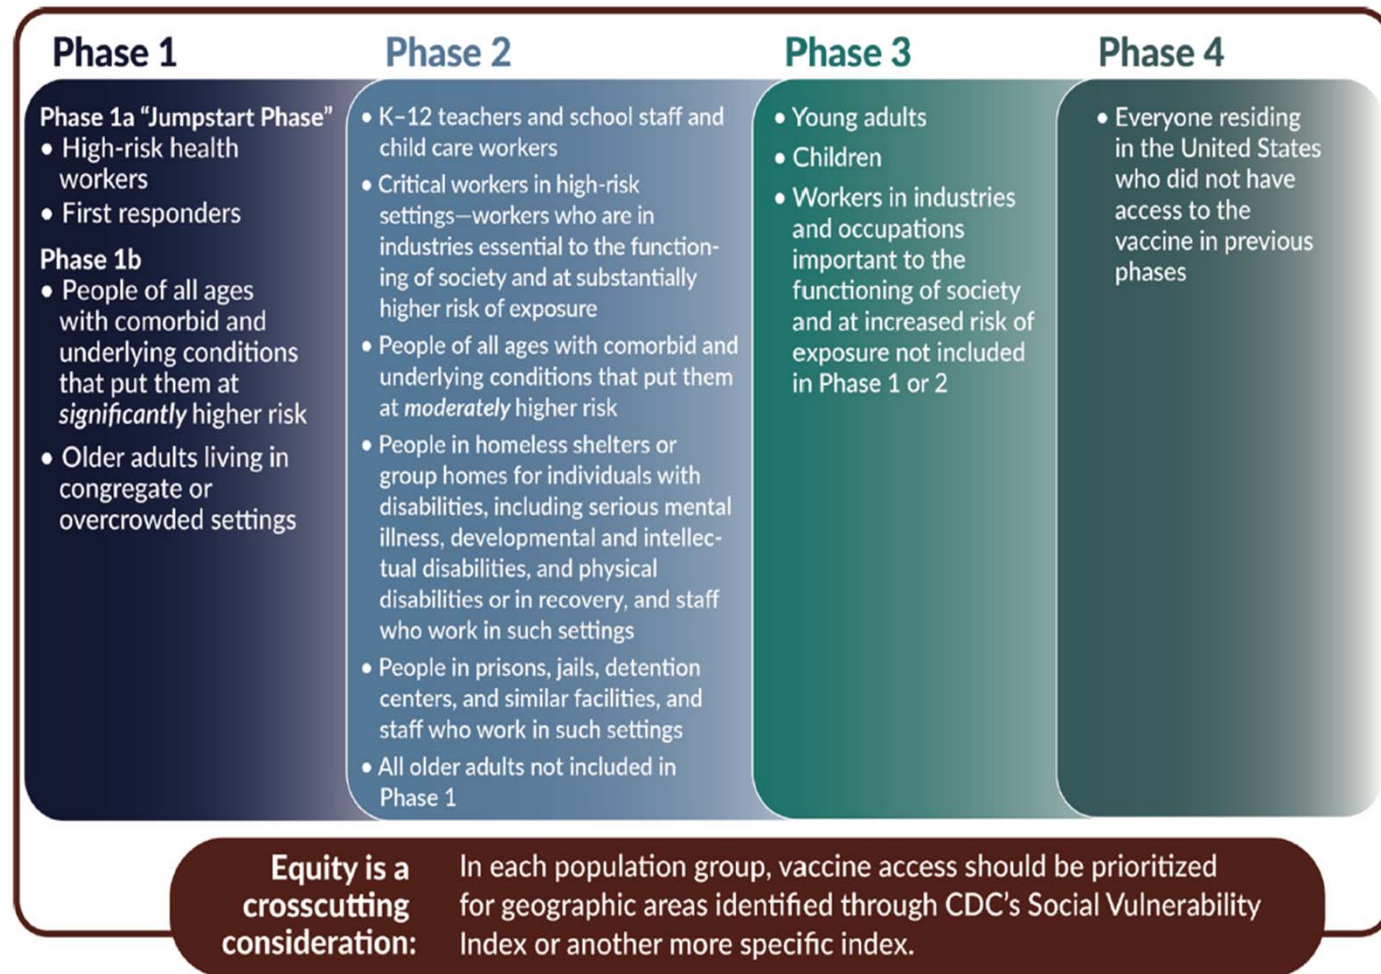 Phase 1
Phase 1a “Jumpstart Phase”
• High-risk health
workers
• First responders
Phase 1b
• People of all ages
with comorbid and
underlying conditions
that put them at
significantly higher risk
• Older adults living in
congregate or
overcrowded settings
Phase 2
• K–12 teachers and school staff and
child care workers
• Critical workers in high-risk
settings—workers who are in
industries essential to the function-
ing of society and at substantially
higher risk of exposure
• People of all ages with comorbid and
underlying conditions that put them
at moderately higher risk
• People in homeless shelters or
group homes for individuals with
disabilities, including serious mental
illness, developmental and intellec-
tual disabilities, and physical
disabilities or in recovery, and staff
who work in such settings
• People in prisons, jails, detention
centers, and similar facilities, and
staff who work in such settings
• All older adults not included in
Phase 1
Phase 3
• Young adults
• Children
• Workers in industries
and occupations
important to the
functioning of society
and at increased risk of
exposure not included
in Phase 1 or 2
Phase 4
• Everyone residing
in the United States
who did not have
access to the
vaccine in previous
phases
Equity is a
crosscutting
consideration:
In each population group, vaccine access should be prioritized
for geographic areas identified through CDC’s Social Vulnerability
Index or another more specific index.